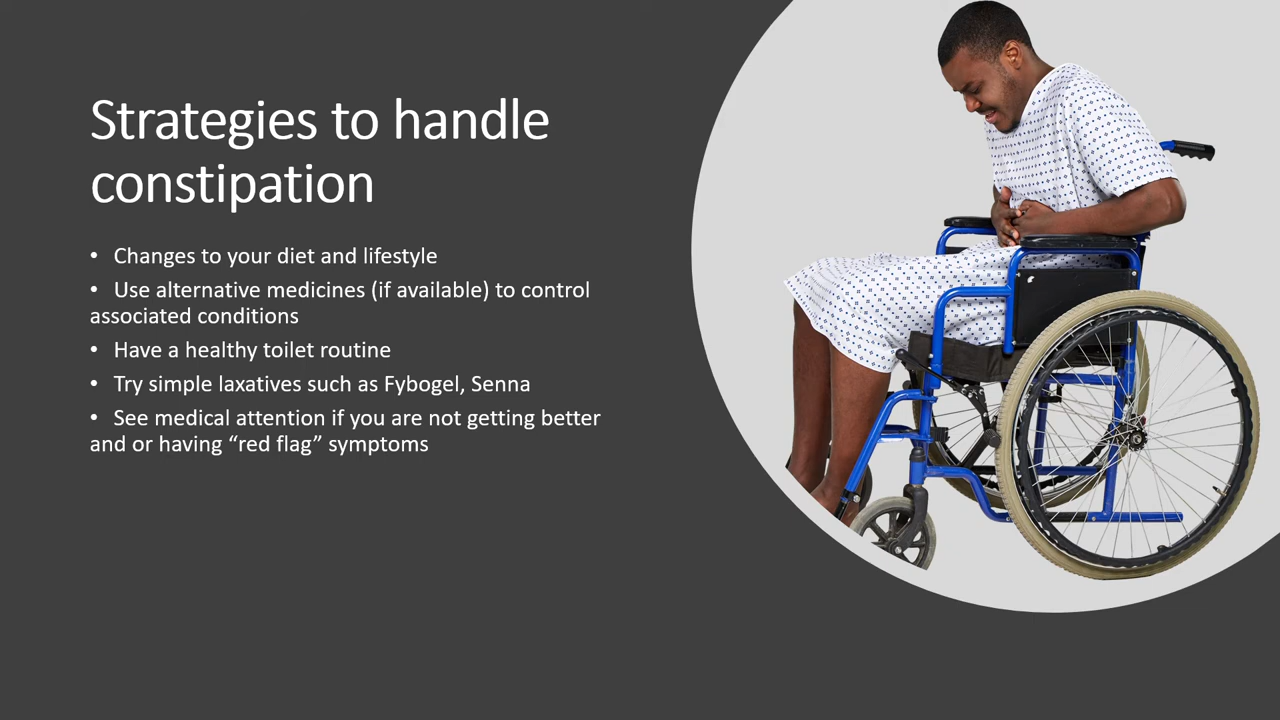 Strategies to handle
constipation
• Changes to your diet and lifestyle
• Use alternative medicines (if available) to control
associated conditions
• Have a healthy toilet routine
• Try simple laxatives such as Fybogel, Senna
• See medical attention if you are not getting better
and or having “red flag” symptoms